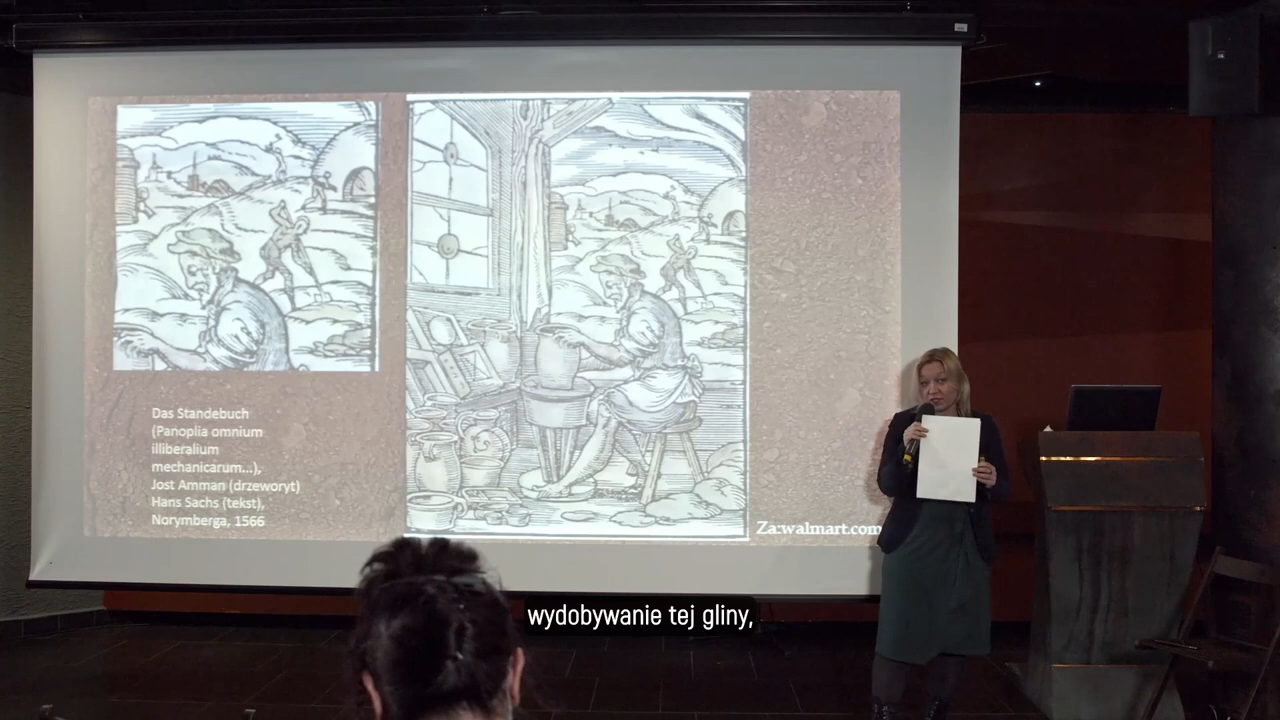 Das Standebuch
(Panoplia omnium
illiberalium
mechanicarum...),
Jost Amman (drzeworyt)
Hans Sachs (tekst),
Norymberga, 1566
Za:walmart.com
wydobywanie tej gliny,